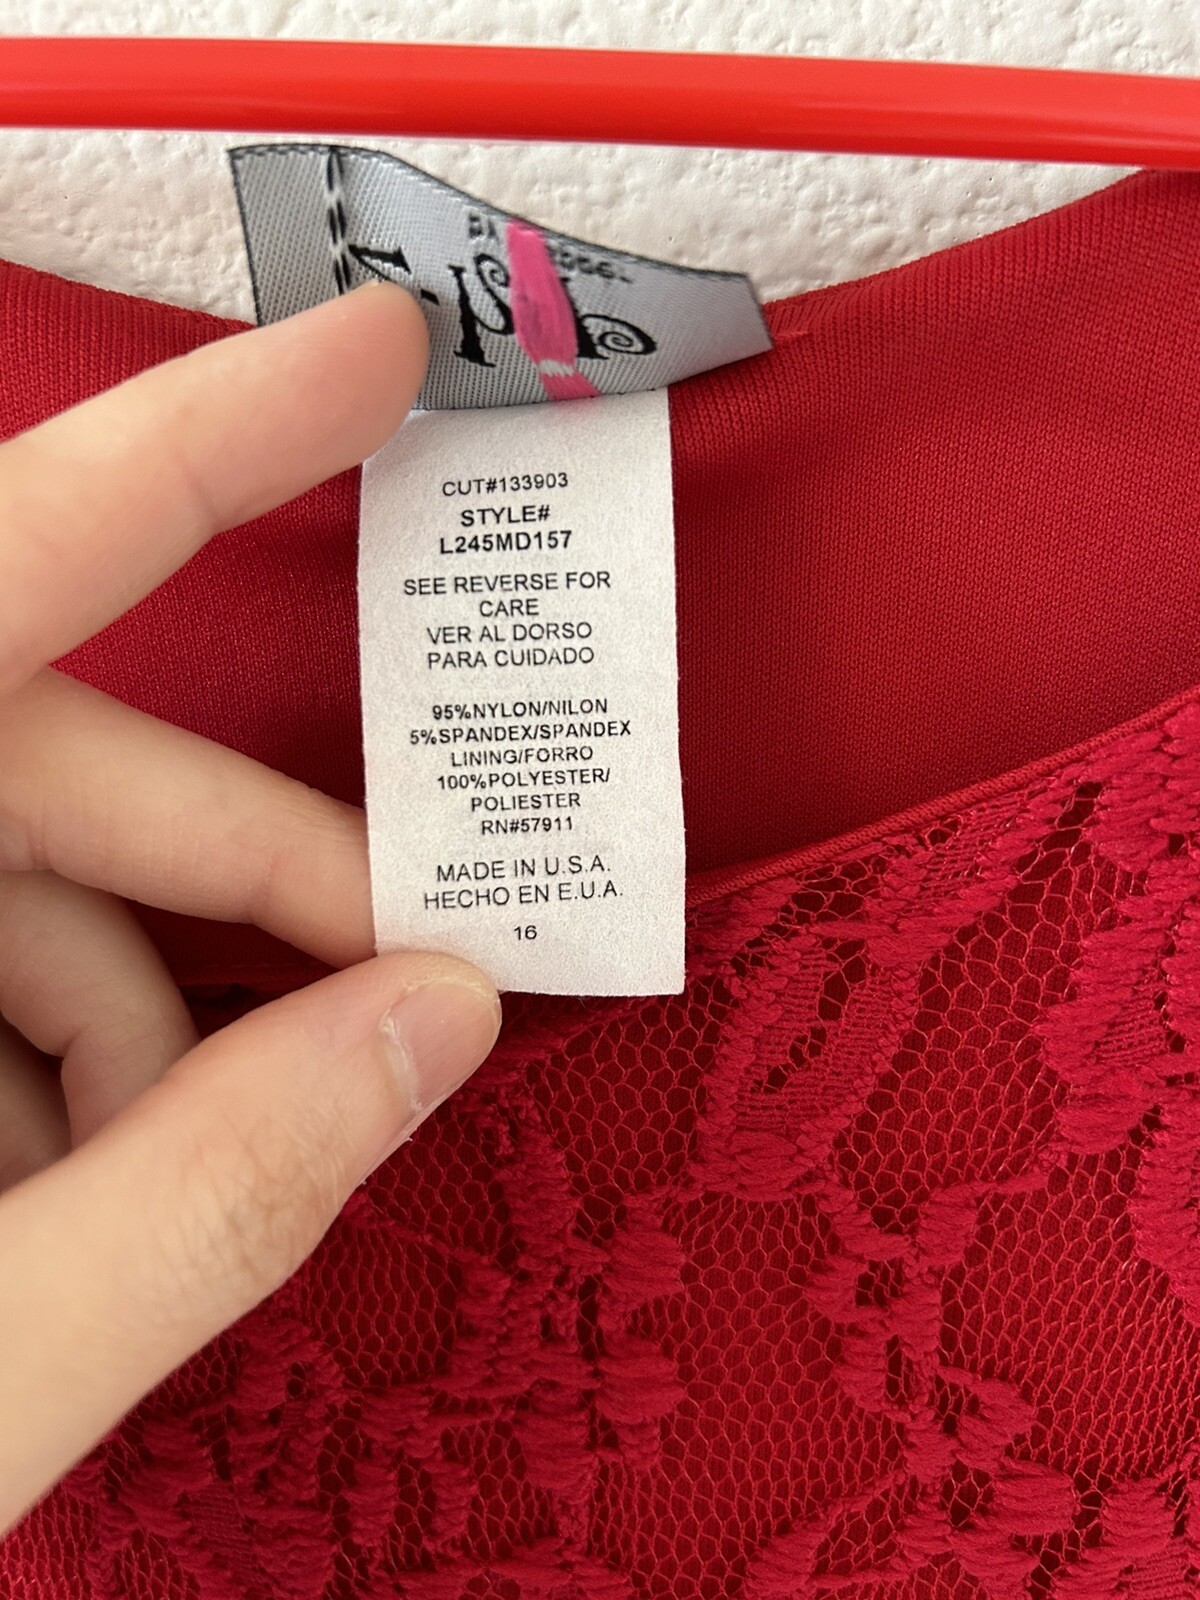 CUT#133903
STYLE#
L245MD157
SEE REVERSE FOR
CARE
VER AL DORSO
PARA CUIDADO
95%NYLON/NILON
5%SPANDEX/SPANDEX
LINING/FORRO
100%POLYESTER/
POLIESTER
RN#57911
MADE IN U.S.A.
HECHO EN E.U.A.
16